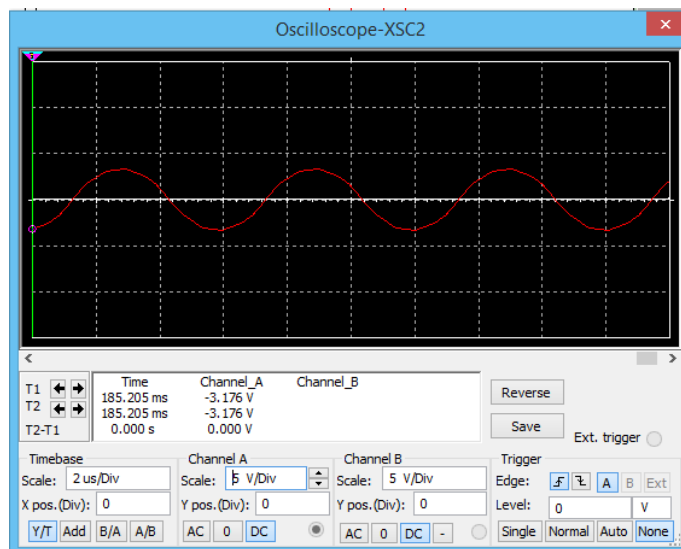 Oscilloscope-XSC2
×
T1
T2
T2-T1
Time Channel_A Channel_B
185.205 ms -3.176 V
185.205 ms -3.176 V
0.000 s 0.000 V
Reverse
Save
Ext. trigger
Timebase
Scale: 2 us/Div
X pos.(Div): 0
Y/T Add B/A A/B
Channel A
Scale: 5 V/Div
Y pos.(Div): 0
AC 0 DC
Channel B
Scale: 5 V/Div
Y pos.(Div): 0
AC 0 DC -
Trigger
Edge: A B Ext
Level: 0 V
Single Normal Auto None